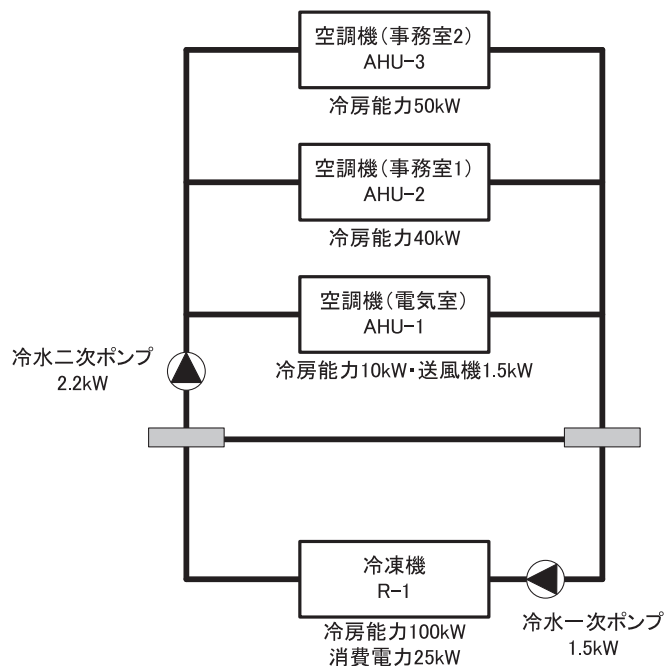 空調機(事務室2)
AHU-3
冷房能力50kW
空調機(事務室1)
AHU-2
冷房能力40kW
空調機(電気室)
AHU-1
冷房能力10kW・送風機1.5kW
冷水二次ポンプ
2.2kW
冷凍機
R-1
冷房能力100kW
消費電力25kW
冷水一次ポンプ
1.5kW